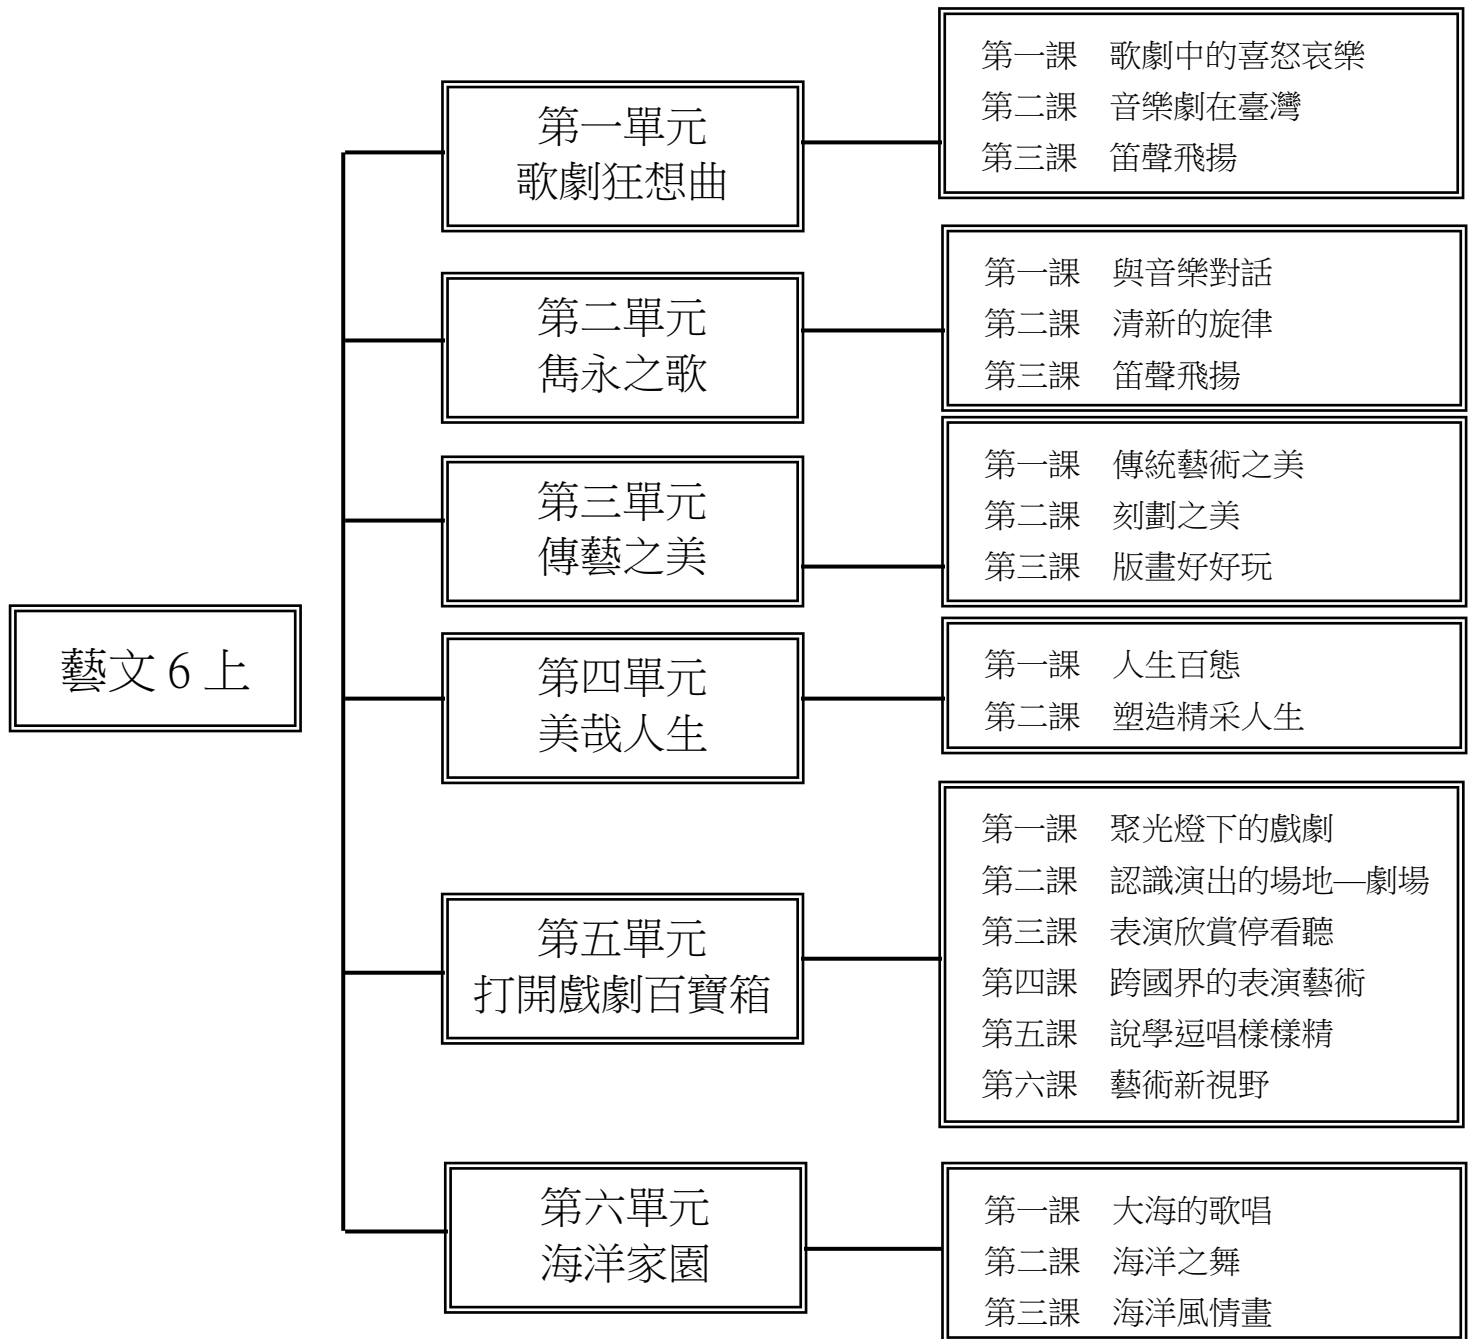 藝文 6 上
第一單元
歌劇狂想曲
第一課 歌劇中的喜怒哀樂
第二課 音樂劇在臺灣
第三課 笛聲飛揚
第二單元
雋永之歌
第一課 與音樂對話
第二課 清新的旋律
第三課 笛聲飛揚
第三單元
傳藝之美
第一課 傳統藝術之美
第二課 刻劃之美
第三課 版畫好好玩
第四單元
美哉人生
第一課 人生百態
第二課 塑造精采人生
第五單元
打開戲劇百寶箱
第一課 聚光燈下的戲劇
第二課 認識演出的場地—劇場
第三課 表演欣賞停看聽
第四課 跨國界的表演藝術
第五課 說學逗唱樣樣精
第六課 藝術新視野
第六單元
海洋家園
第一課 大海的歌唱
第二課 海洋之舞
第三課 海洋風情畫